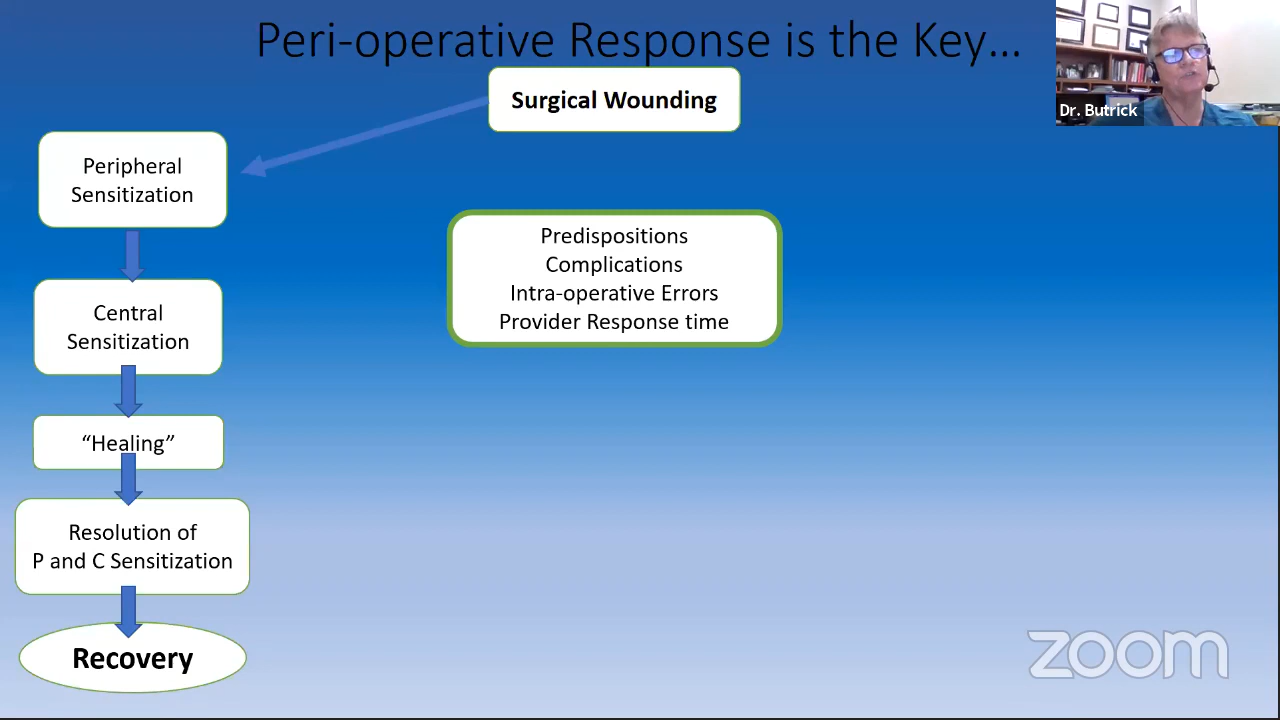 Peri-operative Response is the Key…
Dr. Butrick
Surgical Wounding
Peripheral
Sensitization
Central
Sensitization
“Healing”
Resolution of
P and C Sensitization
Recovery
Predispositions
Complications
Intra-operative Errors
Provider Response time
zoom